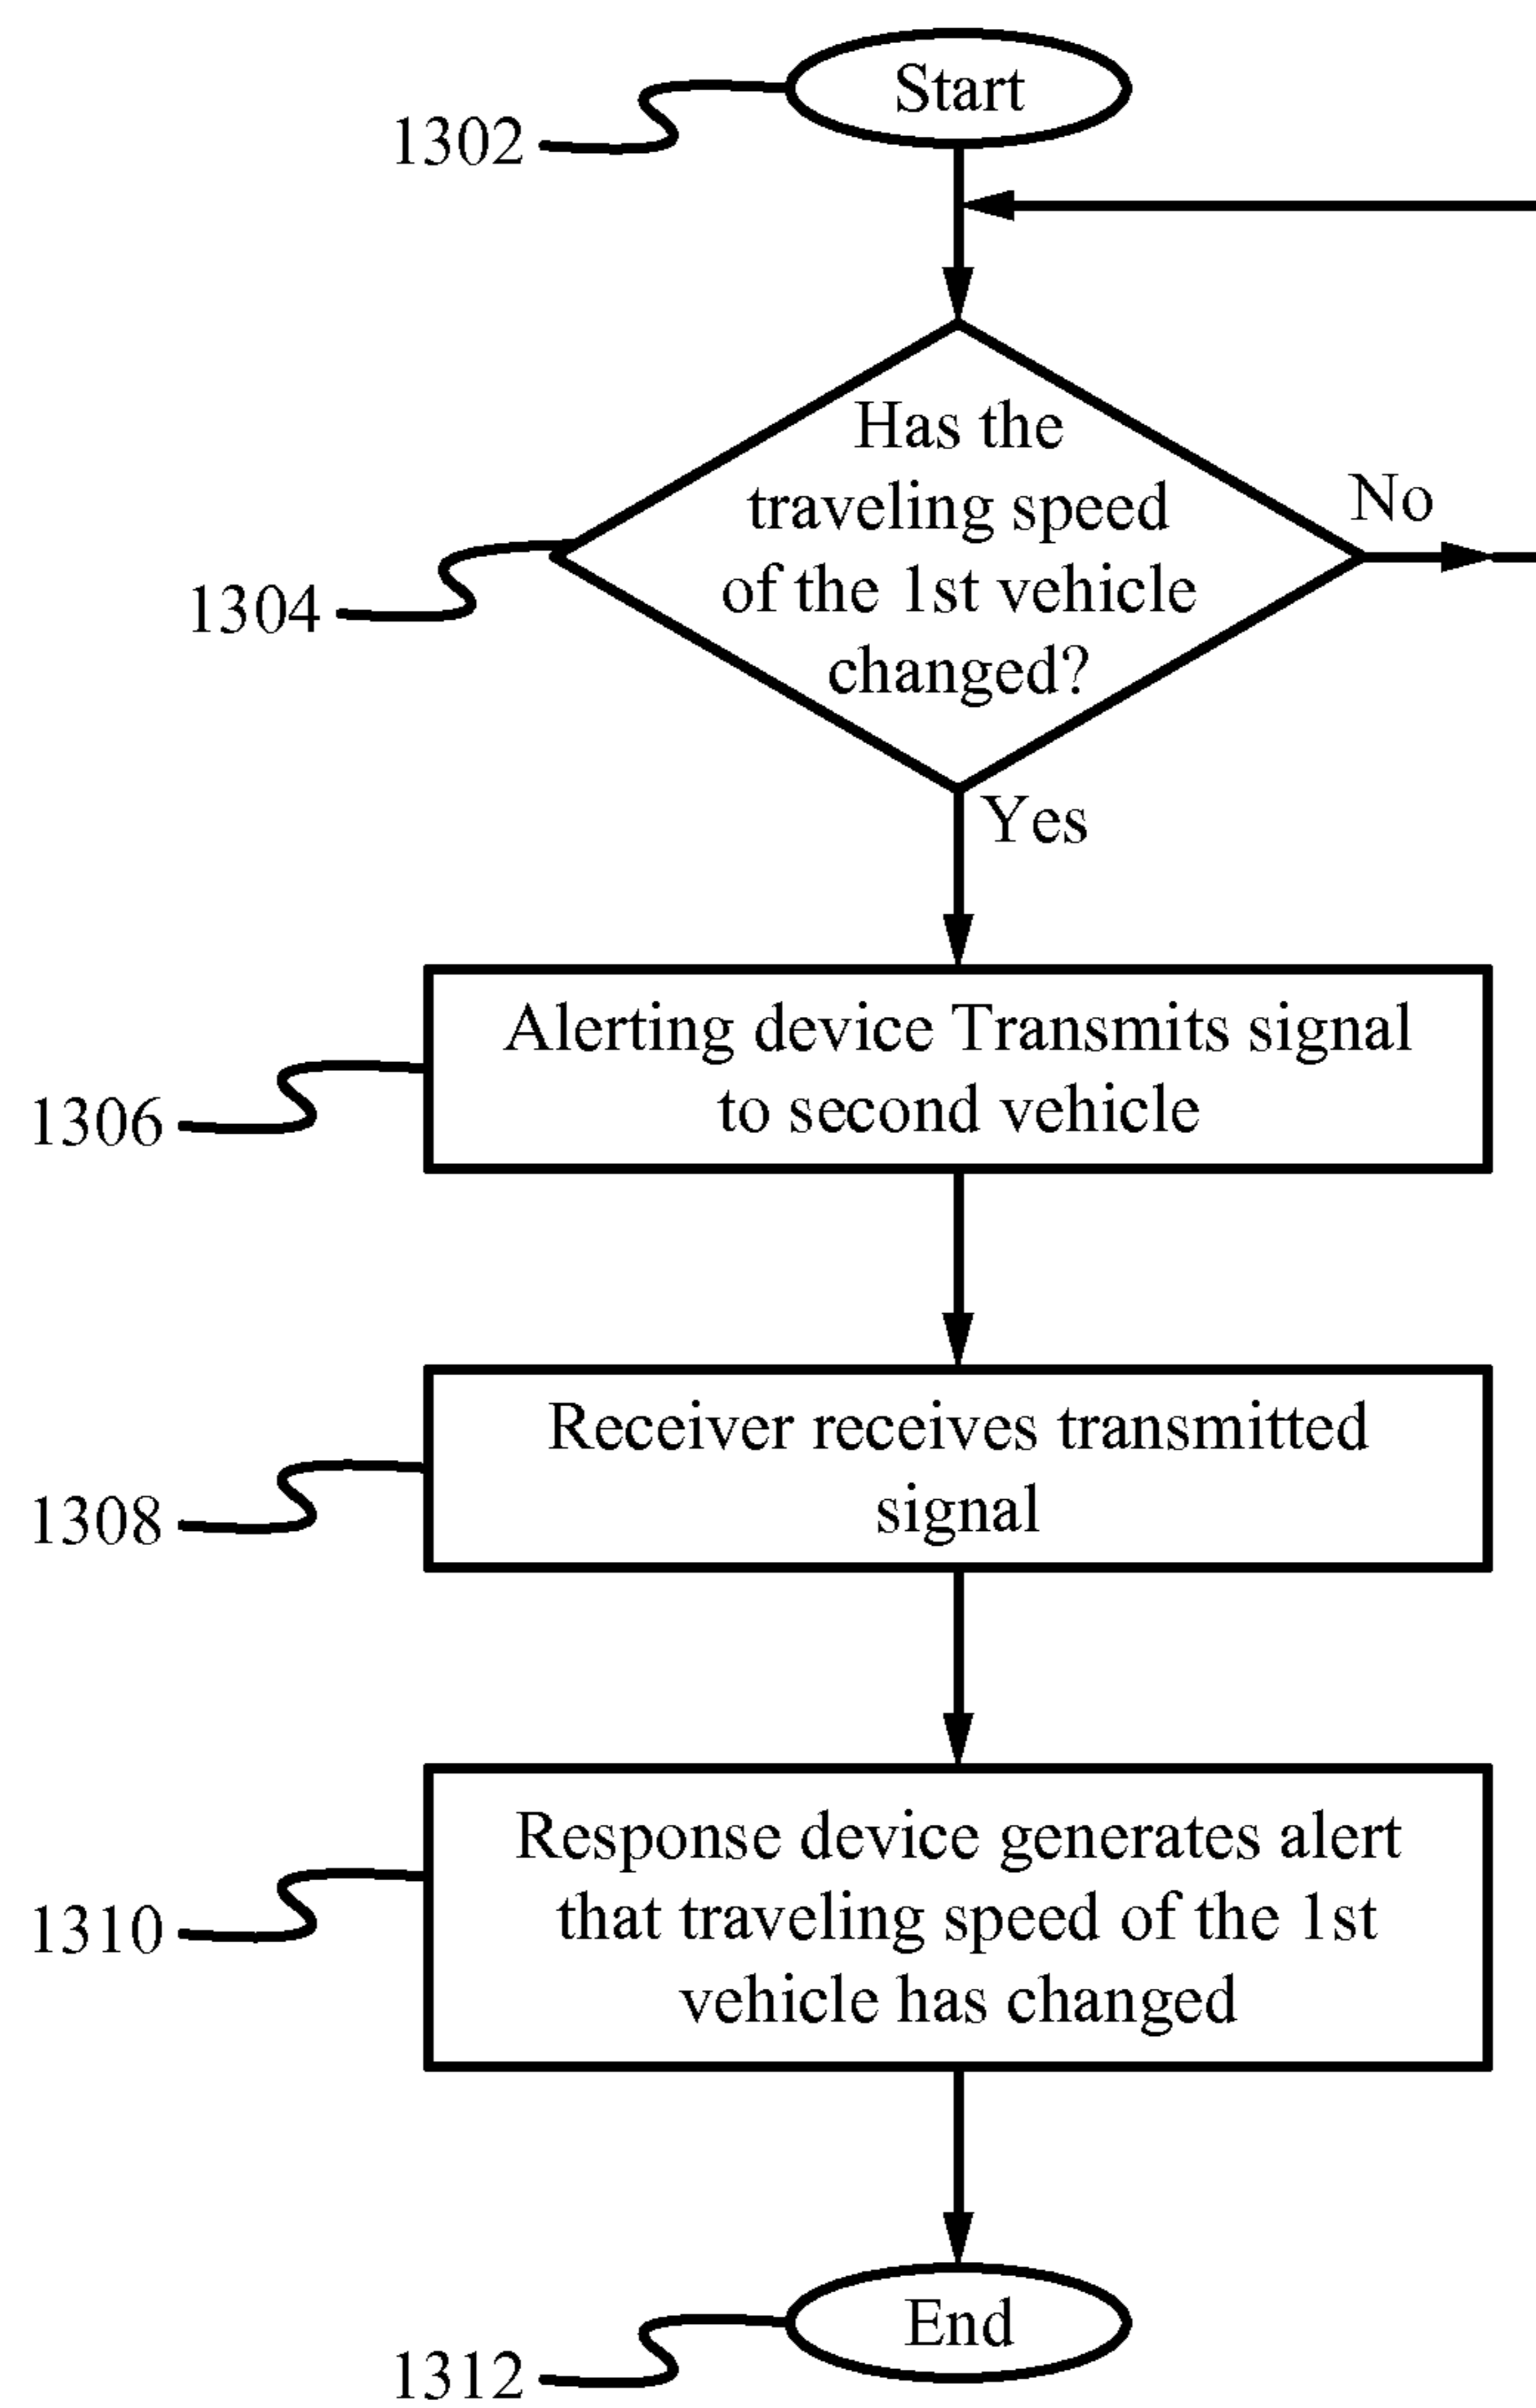 Start
1302
Has the
traveling speed
of the 1st vehicle
changed?
No
1304
Yes
Alerting device Transmits signal
to second vehicle
1306
Receiver receives transmitted
signal
1308
Response device generates alert
that traveling speed of the 1st
vehicle has changed
1310
End
1312